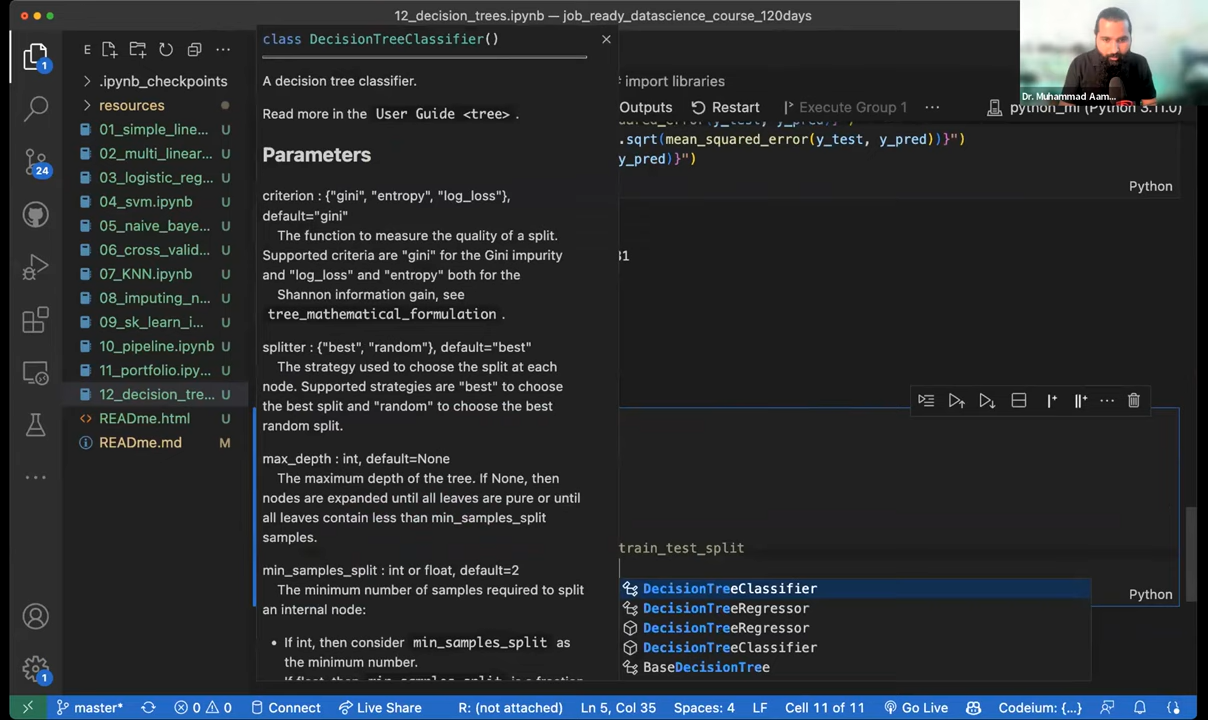 12_decision_trees.ipynb — job_ready_datascience_course_120days
Dr. Muhammad Aam...
1
24
1
E
.ipynb_checkpoints
resources
01_simple_line... U
02_multi_linear... U
03_logistic_reg... U
04_svm.ipynb U
05_naive_baye... U
06_cross_valid... U
07_KNN.ipynb U
08_imputing_n... U
09_sk_learn_i... U
10_pipeline.ipynb U
11_portfolio.ipy... U
12_decision_tre... U
READme.html U
READme.md M
class DecisionTreeClassifier()
A decision tree classifier.
Read more in the User Guide <tree> .
Parameters
criterion : {"gini", "entropy", "log_loss"},
default="gini"
The function to measure the quality of a split.
Supported criteria are "gini" for the Gini impurity
and "log_loss" and "entropy" both for the
Shannon information gain, see
tree_mathematical_formulation .
splitter : {"best", "random"}, default="best"
The strategy used to choose the split at each
node. Supported strategies are "best" to choose
the best split and "random" to choose the best
random split.
max_depth : int, default=None
The maximum depth of the tree. If None, then
nodes are expanded until all leaves are pure or until
all leaves contain less than min_samples_split
samples.
min_samples_split : int or float, default=2
The minimum number of samples required to split
an internal node:
• If int, then consider min_samples_split as
the minimum number.
# import libraries
Outputs Restart Execute Group 1 ... python_ml (Python 3.11.0)
ared_error(y_test, y_pred)}")
.sqrt(mean_squared_error(y_test, y_pred))}")
y_pred)}")
Python
31
train_test_split
DecisionTreeClassifier
DecisionTreeRegressor
DecisionTreeRegressor
DecisionTreeClassifier
BaseDecisionTree
Python
master* 0 0 Connect Live Share R: (not attached) Ln 5, Col 35 Spaces: 4 LF Cell 11 of 11 Go Live Codeium: {...}